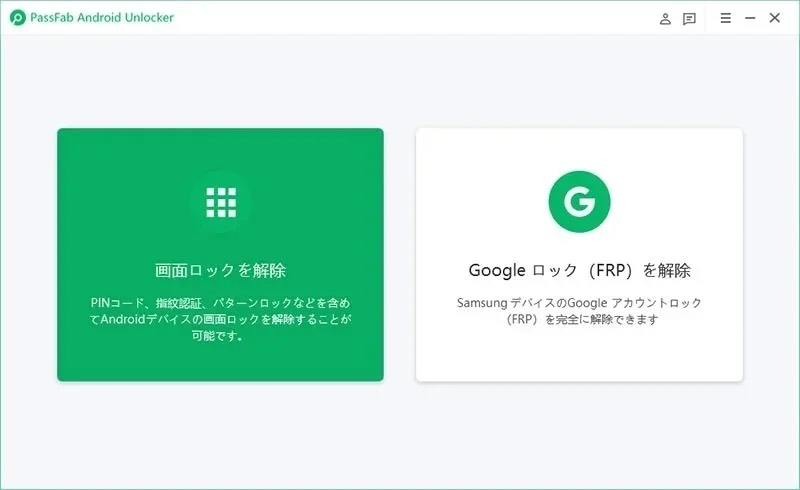 PassFab Android Unlocker
画面ロックを解除
PINコード、指紋認証、パターンロックなどを含め
てAndroidデバイスの画面ロックを解除することが
可能です。
Google ロック（FRP）を解除
Samsung デバイスのGoogle アカウントロック
（FRP）を完全に解除できます